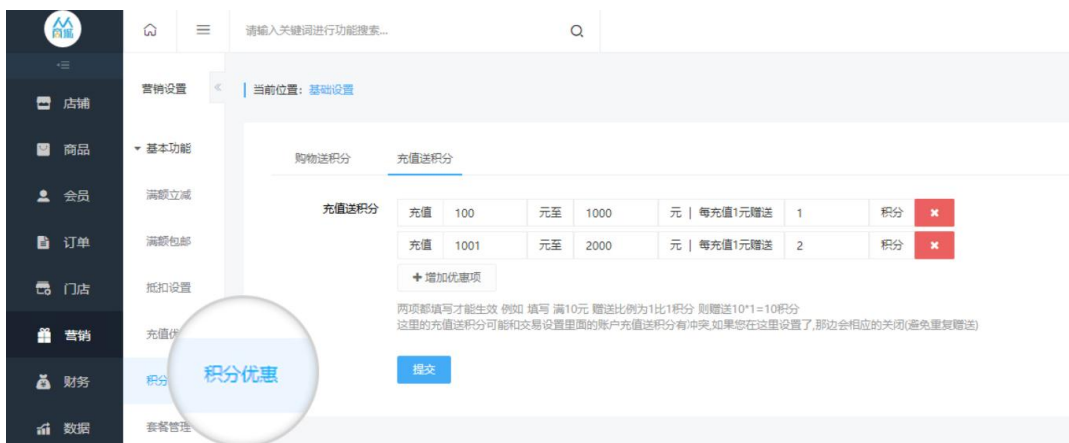 商城
请输入关键词进行功能搜索...
店铺
商品
会员
订单
门店
营销
财务
数据
营销设置
基本功能
满额立减
满额包邮
抵扣设置
充值优
积分
积分优惠
套餐管理
当前位置：基础设置
购物送积分 充值送积分
充值送积分 充值 100 元至 1000 元 | 每充值1元赠送 1 积分
充值 1001 元至 2000 元 | 每充值1元赠送 2 积分
+ 增加优惠项
两项都填写才能生效 例如 填写 满10元 赠送比例为1比1积分 则赠送10*1=10积分
这里的充值送积分可能和交易设置里面的账户充值送积分有冲突,如果您在这里设置了,那边会相应的关闭(避免重复赠送)
提交